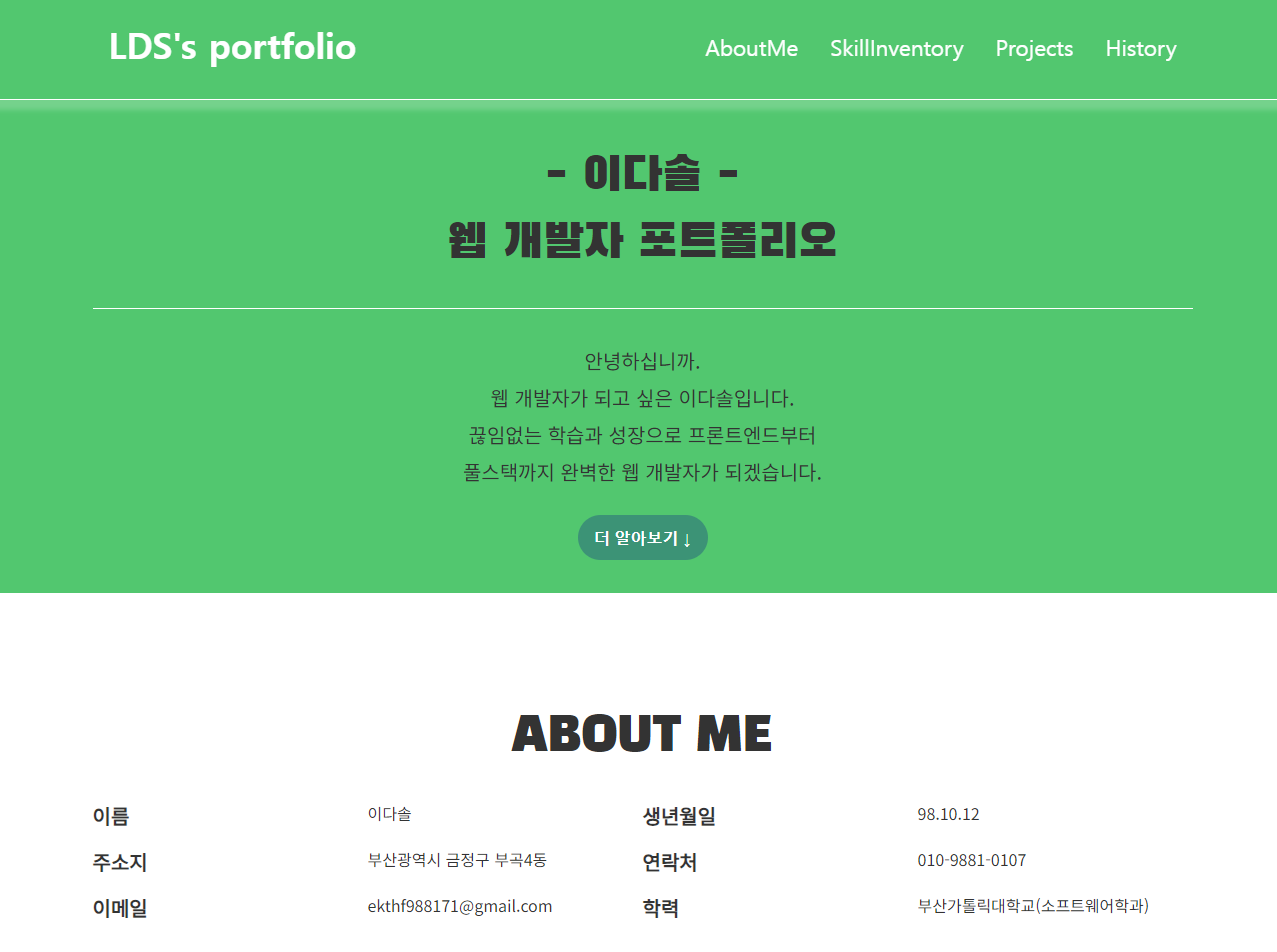 LDS's portfolio
AboutMe SkillInventory Projects History
- 이다솔 -
웹 개발자 포트폴리오
안녕하십니까.
웹 개발자가 되고 싶은 이다솔입니다.
끊임없는 학습과 성장으로 프론트엔드부터
풀스택까지 완벽한 웹 개발자가 되겠습니다.
더 알아보기 ↓
ABOUT ME
이름 이다솔 생년월일 98.10.12
주소지 부산광역시 금정구 부곡4동 연락처 010-9881-0107
이메일 ekthf988171@gmail.com 학력 부산가톨릭대학교(소프트웨어학과)